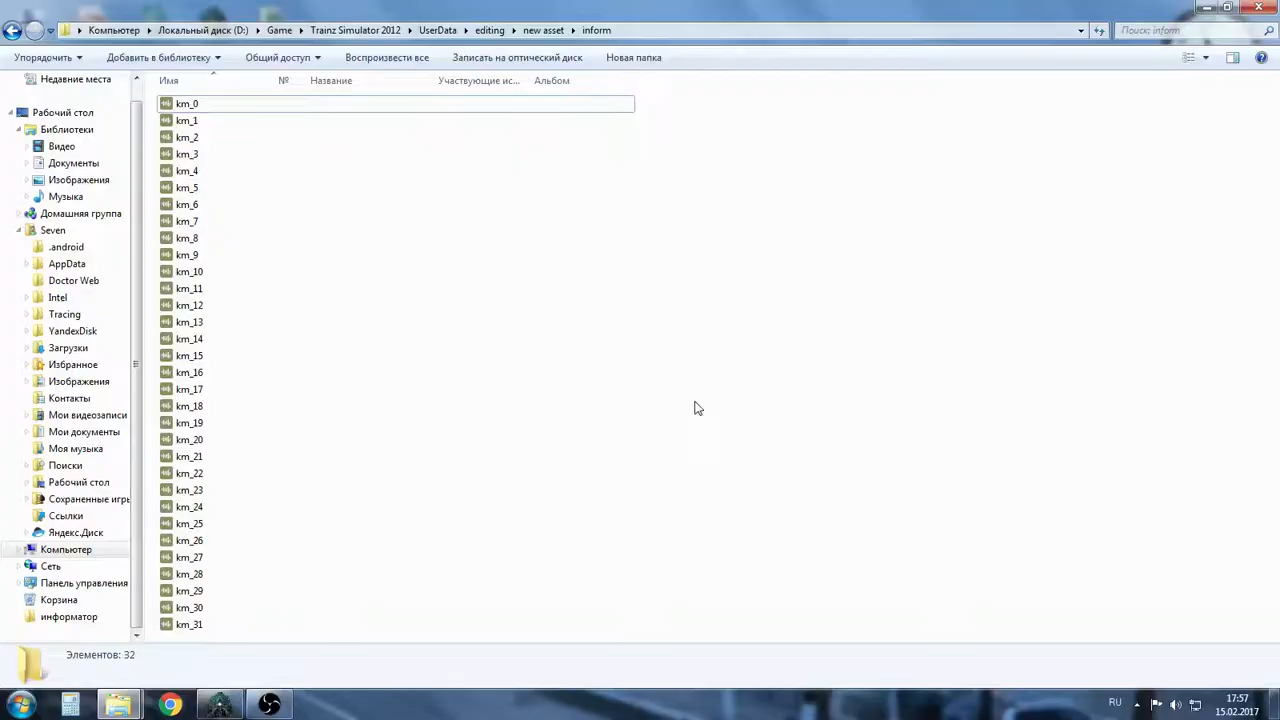 Компьютер Локальный диск (D:) Game Trainz Simulator 2012 UserData editing new asset inform
Поиск: inform
Упорядочить Добавить в библиотеку Общий доступ Воспроизвести все Записать на оптический диск Новая папка
Имя № Название Участвующие ис... Альбом
Недавние места
Рабочий стол
Библиотеки
Видео
Документы
Изображения
Музыка
Домашняя группа
Seven
.android
AppData
Doctor Web
Intel
Tracing
YandexDisk
Загрузки
Избранное
Изображения
Контакты
Мои видеозаписи
Мои документы
Моя музыка
Поиски
Рабочий стол
Сохраненные игры
Ссылки
Яндекс.Диск
Компьютер
Сеть
Панель управления
Корзина
информатор
km_0
km_1
km_2
km_3
km_4
km_5
km_6
km_7
km_8
km_9
km_10
km_11
km_12
km_13
km_14
km_15
km_16
km_17
km_18
km_19
km_20
km_21
km_22
km_23
km_24
km_25
km_26
km_27
km_28
km_29
km_30
km_31
Элементов: 32
RU
17:57
15.02.2017